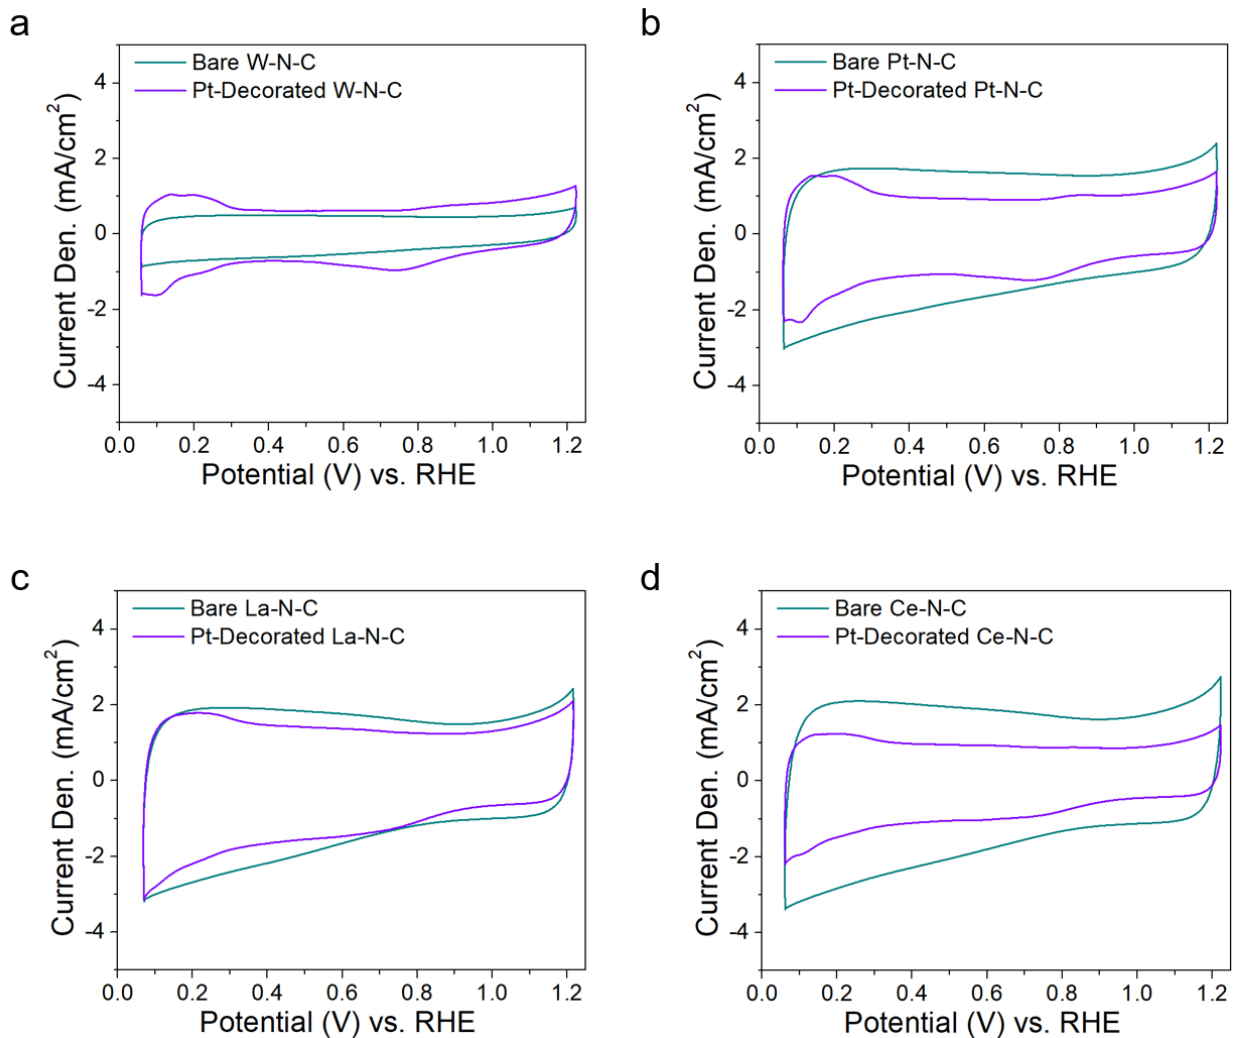 a
Bare W-N-C
Pt-Decorated W-N-C
4
2
0
-2
-4
Current Den. (mA/cm²)
0.0 0.2 0.4 0.6 0.8 1.0 1.2
Potential (V) vs. RHE
b
Bare Pt-N-C
Pt-Decorated Pt-N-C
4
2
0
-2
-4
Current Den. (mA/cm²)
0.0 0.2 0.4 0.6 0.8 1.0 1.2
Potential (V) vs. RHE
c
Bare La-N-C
Pt-Decorated La-N-C
4
2
0
-2
-4
Current Den. (mA/cm²)
0.0 0.2 0.4 0.6 0.8 1.0 1.2
Potential (V) vs. RHE
d
Bare Ce-N-C
Pt-Decorated Ce-N-C
4
2
0
-2
-4
Current Den. (mA/cm²)
0.0 0.2 0.4 0.6 0.8 1.0 1.2
Potential (V) vs. RHE